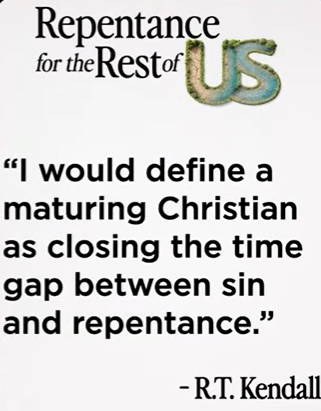 Repentance
for the Rest of US
“I would define a
maturing Christian
as closing the time
gap between sin
and repentance.”
- R.T. Kendall